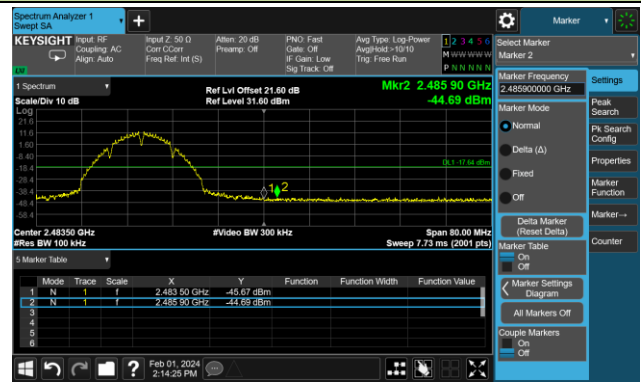 Spectrum Analyzer 1
Swept SA
Marker
KEYSIGHT
Input: RF
Coupling: AC
Align: Auto
Input Z: 50 Ω
Corr CCorr
Freq Ref: Int (S)
Atten: 20 dB
Preamp: Off
PNO: Fast
Gate: Off
IF Gain: Low
Sig Track: Off
Avg Type: Log-Power
Avg|Hold:>10/10
Trig: Free Run
1 2 3 4 5 6
M W W W W W
P N N N N N
Select Marker
Marker 2
LW
1 Spectrum
Scale/Div 10 dB
Log
Ref Lvl Offset 21.60 dB
Ref Level 31.60 dBm
Mkr2 2.485 90 GHz
-44.69 dBm
21.6
11.6
1.60
-8.40
-18.4
-28.4
-38.4
-48.4
-58.4
DL1 -17.64 dBm
1
2
Center 2.48350 GHz
#Res BW 100 kHz
#Video BW 300 kHz
Span 80.00 MHz
Sweep 7.73 ms (2001 pts)
5 Marker Table
Mode Trace Scale X Y Function Function Width Function Value
1 N 1 f 2.483 50 GHz -45.67 dBm
2 N 1 f 2.485 90 GHz -44.69 dBm
3
4
5
6
Marker Frequency
2.485900000 GHz
Marker Mode
Normal
Delta (Δ)
Fixed
Off
Delta Marker
(Reset Delta)
Marker Table
On
Off
Marker Settings
Diagram
All Markers Off
Couple Markers
On
Off
Settings
Peak
Search
Pk Search
Config
Properties
Marker
Function
Marker→
Counter
Feb 01, 2024
2:14:25 PM